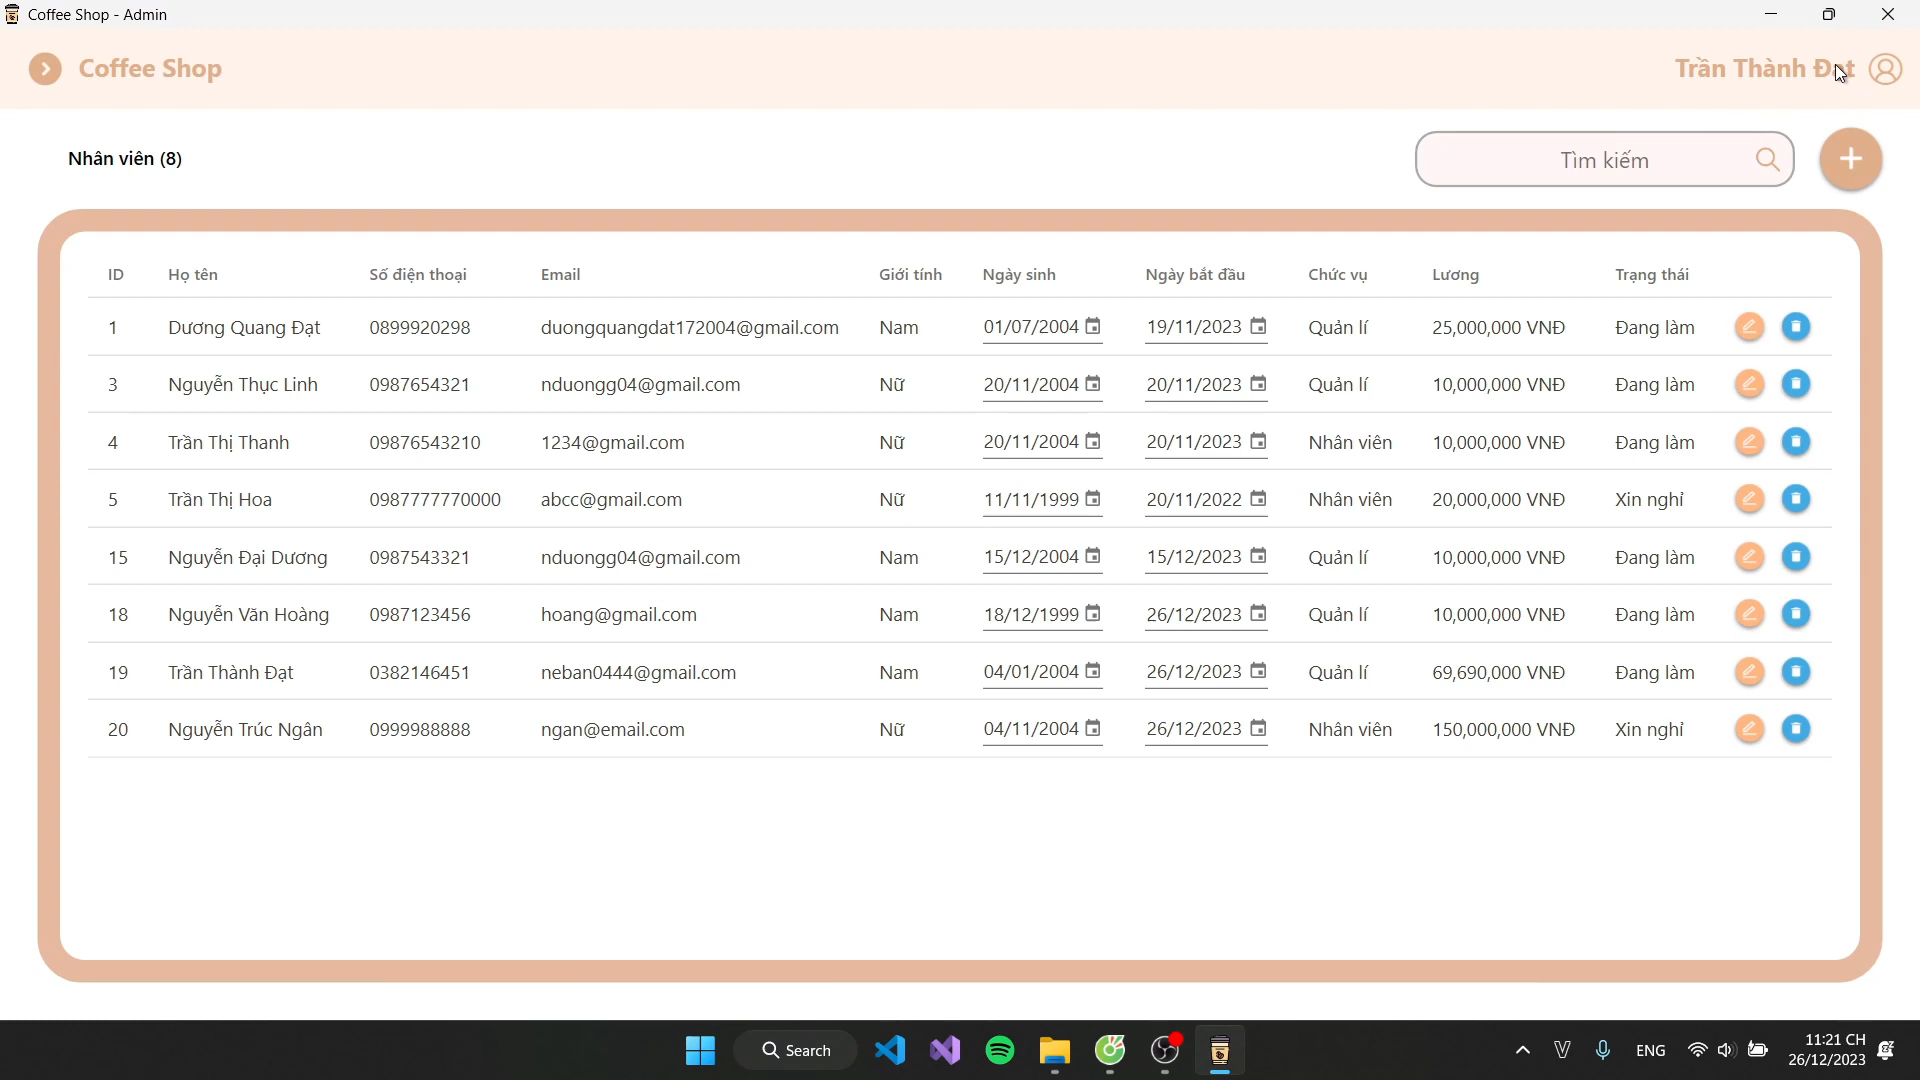 Coffee Shop - Admin
Coffee Shop
Trần Thành Đạt
Nhân viên (8)
Tìm kiếm
ID Họ tên Số điện thoại Email Giới tính Ngày sinh Ngày bắt đầu Chức vụ Lương Trạng thái
1 Dương Quang Đạt 0899920298 duongquangdat172004@gmail.com Nam 01/07/2004 19/11/2023 Quản lí 25,000,000 VNĐ Đang làm
3 Nguyễn Thục Linh 0987654321 nduongg04@gmail.com Nữ 20/11/2004 20/11/2023 Quản lí 10,000,000 VNĐ Đang làm
4 Trần Thị Thanh 09876543210 1234@gmail.com Nữ 20/11/2004 20/11/2023 Nhân viên 10,000,000 VNĐ Đang làm
5 Trần Thị Hoa 0987777770000 abcc@gmail.com Nữ 11/11/1999 20/11/2022 Nhân viên 20,000,000 VNĐ Xin nghỉ
15 Nguyễn Đại Dương 0987543321 nduongg04@gmail.com Nam 15/12/2004 15/12/2023 Quản lí 10,000,000 VNĐ Đang làm
18 Nguyễn Văn Hoàng 0987123456 hoang@gmail.com Nam 18/12/1999 26/12/2023 Quản lí 10,000,000 VNĐ Đang làm
19 Trần Thành Đạt 0382146451 neban0444@gmail.com Nam 04/01/2004 26/12/2023 Quản lí 69,690,000 VNĐ Đang làm
20 Nguyễn Trúc Ngân 0999988888 ngan@email.com Nữ 04/11/2004 26/12/2023 Nhân viên 150,000,000 VNĐ Xin nghỉ
Search
ENG
11:21 CH
26/12/2023